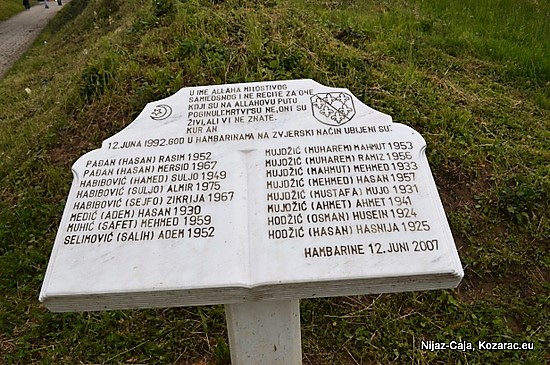 U IME ALLAHA MILOSTIVOG
SAMILOSNOG I NE RECITE ZA ONE
KOJI SU NA ALLAHOVU PUTU
POGINULI: MRTVI SU. NE, ONI SU
ŽIVI, ALI VI NE ZNATE.
KUR AN
12. JUNA 1992. GOD U HAMBARINAMA NA ZVJERSKI NAČIN UBIJENI SU:
PAĐAN (HASAN) RASIM 1952
PAĐAN (HASAN) MERSID 1967
HABIBOVIĆ (HAMED) SULJO 1949
HABIBOVIĆ (SULJO) ALMIR 1975
HABIBOVIĆ (SEJFO) ZIKRIJA 1967
MEDIĆ (ADEM) HASAN 1930
MUHIĆ (SAFET) MEHMED 1959
SELIMOVIĆ (SALIH) ADEM 1952
MUJDŽIĆ (MUHAREM) MAHMUT 1953
MUJDŽIĆ (MUHAREM) RAMIZ 1956
MUJDŽIĆ (MAHMUT) MEHMED 1933
MUJDŽIĆ (MEHMED) HASAN 1957
MUJDŽIĆ (MUSTAFA) MUJO 1931
MUJDŽIĆ (AHMET) AHMET 1941
HODŽIĆ (OSMAN) HUSEIN 1924
HODŽIĆ (HASAN) HASNIJA 1925
HAMBARINE 12. JUNI 2007
Nijaz-Caja, Kozarac.eu